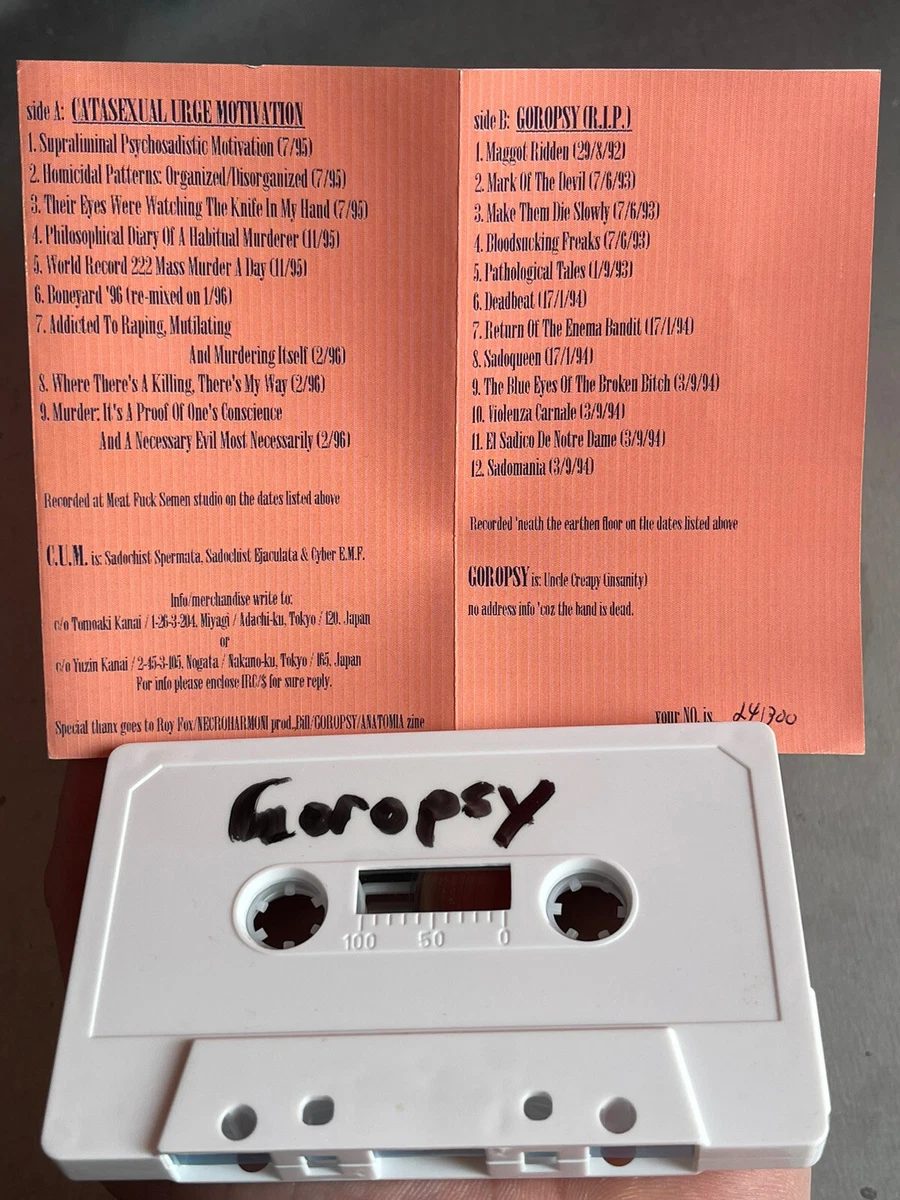 side A: CATASEXUAL URGE MOTIVATION
1. Supraliminal Psychosadistic Motivation (7/95)
2. Homicidal Patterns: Organized/Disorganized (7/95)
3. Their Eyes Were Watching The Knife In My Hand (7/95)
4. Philosophical Diary Of A Habitual Murderer (11/95)
5. World Record 222 Mass Murder A Day (11/95)
6. Boneyard '96 (re-mixed on 1/96)
7. Addicted To Raping, Mutilating
And Murdering Itself (2/96)
8. Where There's A Killing, There's My Way (2/96)
9. Murder: It's A Proof Of One's Conscience
And A Necessary Evil Most Necessarily (2/96)
Recorded at Meat Fuck Semen studio on the dates listed above
C.U.M. is: Sadochist Spermata, Sadochist Ejaculata & Cyber E.M.F.
Info/merchandise write to:
c/o Tomoaki Kanai / 1-26-3-204, Miyagi / Adachi-ku, Tokyo / 120, Japan
or
c/o Yuzin Kanai / 2-45-3-105, Nogata / Nakano-ku, Tokyo / 165, Japan
For info please enclose IRC/$ for sure reply.
Special thanx goes to Roy Fox/NECROHARMONI prod.,Bill/GOROPSY/ANATOMIA zine
side B: GOROPSY (R.I.P.)
1. Maggot Ridden (29/8/92)
2. Mark Of The Devil (7/6/93)
3. Make Them Die Slowly (7/6/93)
4. Bloodsucking Freaks (7/6/93)
5. Pathological Tales (1/9/93)
6. Deadbeat (17/1/94)
7. Return Of The Enema Bandit (17/1/94)
8. Sadoqueen (17/1/94)
9. The Blue Eyes Of The Broken Bitch (3/9/94)
10. Violenza Carnale (3/9/94)
11. El Sadico De Notre Dame (3/9/94)
12. Sadomania (3/9/94)
Recorded 'neath the earthen floor on the dates listed above
GOROPSY is: Uncle Creapy (insanity)
no address info 'coz the band is dead.
your NO. is 241/300
Goropsy
100 50 0